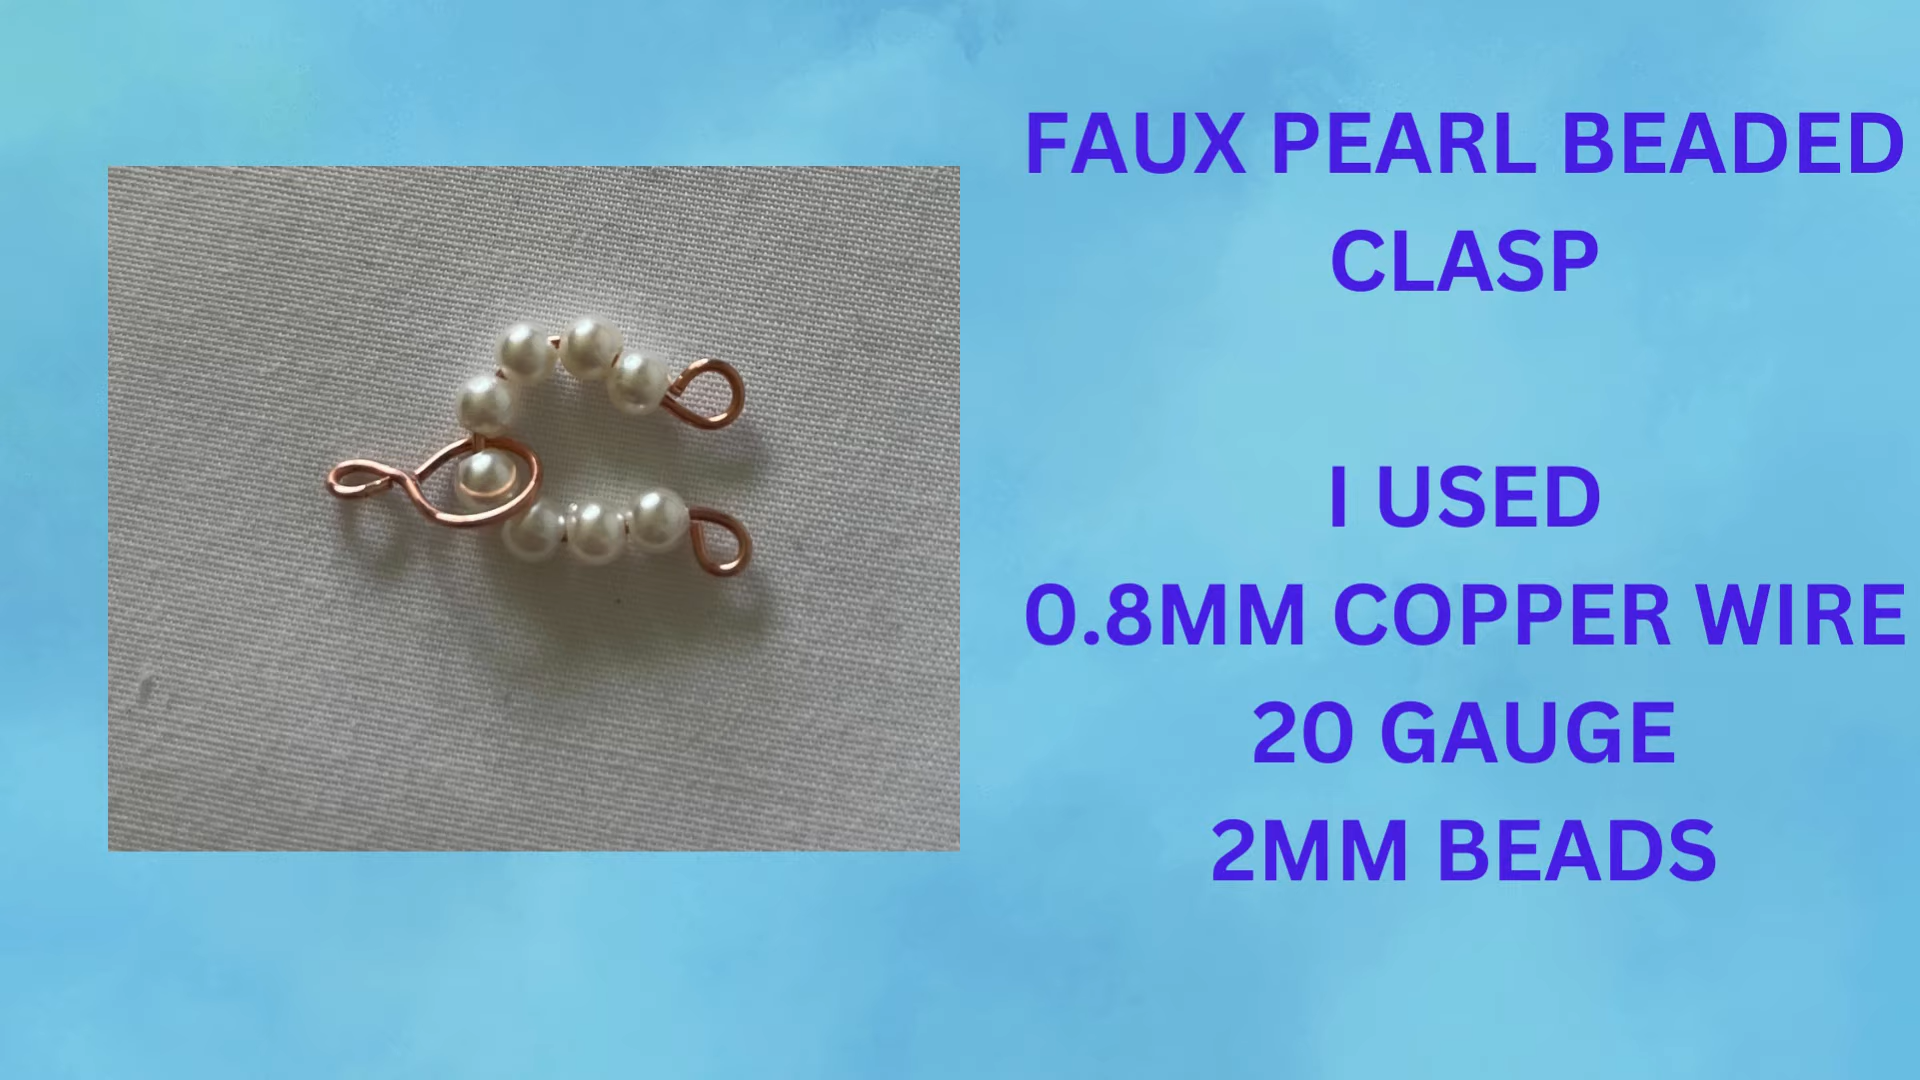 FAUX PEARL BEADED
CLASP
I USED
0.8MM COPPER WIRE
20 GAUGE
2MM BEADS